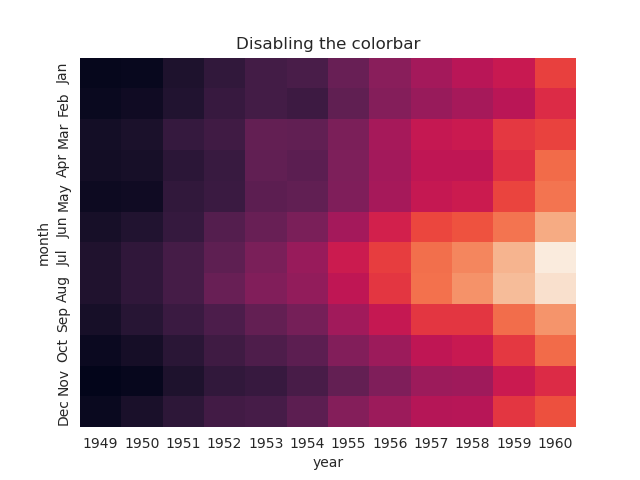 Disabling the colorbar
month
Jan
Feb
Mar
Apr
May
Jun
Jul
Aug
Sep
Oct
Nov
Dec
1949 1950 1951 1952 1953 1954 1955 1956 1957 1958 1959 1960
year